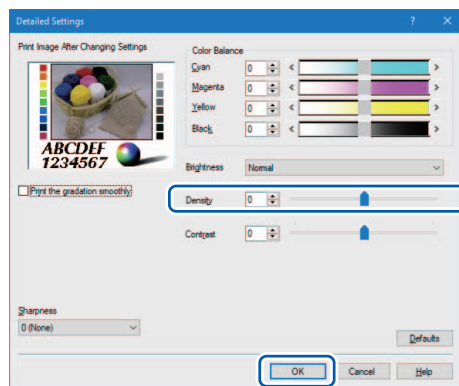 Detailed Settings
? ×
Print Image After Changing Settings
ABCDEF
1234567
Print the gradation smoothly
Sharpness
0 (None)
Color Balance
Cyan 0 < >
Magenta 0 < >
Yellow 0 < >
Black 0 < >
Brightness Normal
Density 0
Contrast 0
Defaults
OK Cancel Help